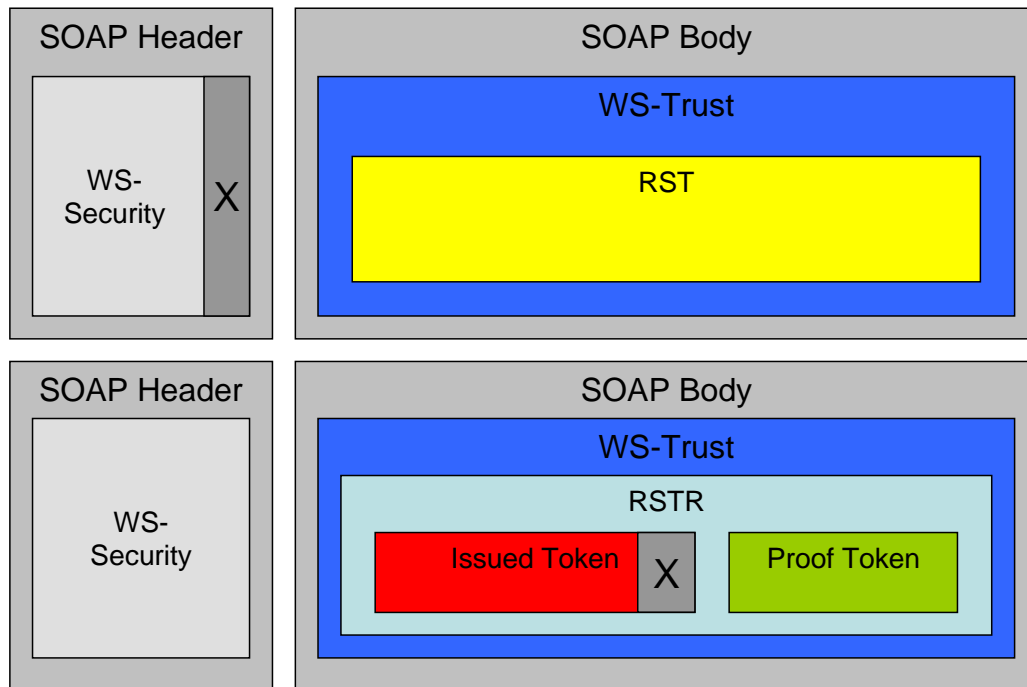 SOAP Header
WS-
Security
X
SOAP Body
WS-Trust
RST
SOAP Header
WS-
Security
SOAP Body
WS-Trust
RSTR
Issued Token
X
Proof Token